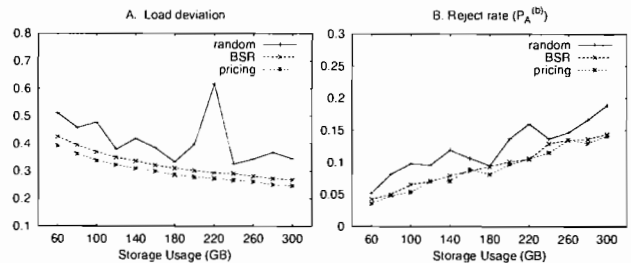 A. Load deviation
0.8
0.7
0.6
0.5
0.4
0.3
0.2
0.1
random
BSR
pricing
60 100 140 180 220 260 300
Storage Usage (GB)
B. Reject rate (P_A^(b))
0.3
0.25
0.2
0.15
0.1
0.05
0
random
BSR
pricing
60 100 140 180 220 260 300
Storage Usage (GB)